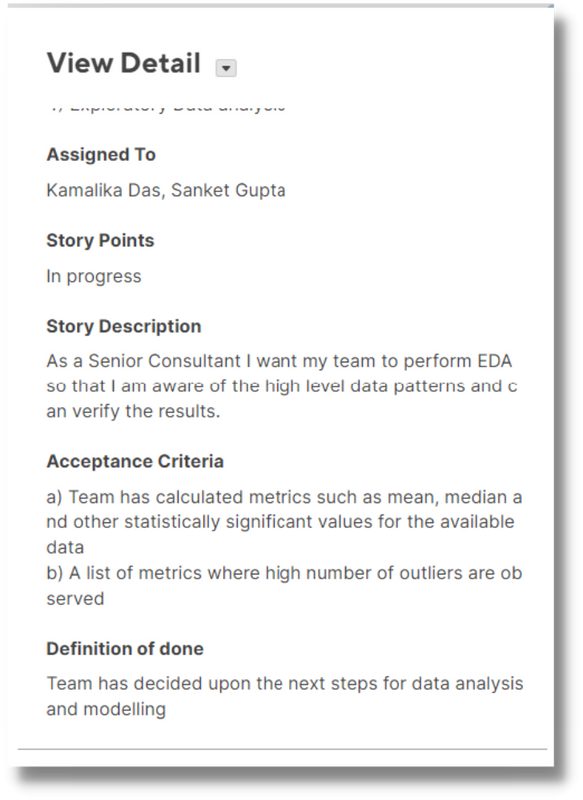 View Detail
1) Exploratory Data analysis
Assigned To
Kamalika Das, Sanket Gupta
Story Points
In progress
Story Description
As a Senior Consultant I want my team to perform EDA
so that I am aware of the high level data patterns and c
an verify the results.
Acceptance Criteria
a) Team has calculated metrics such as mean, median a
nd other statistically significant values for the available
data
b) A list of metrics where high number of outliers are ob
served
Definition of done
Team has decided upon the next steps for data analysis
and modelling